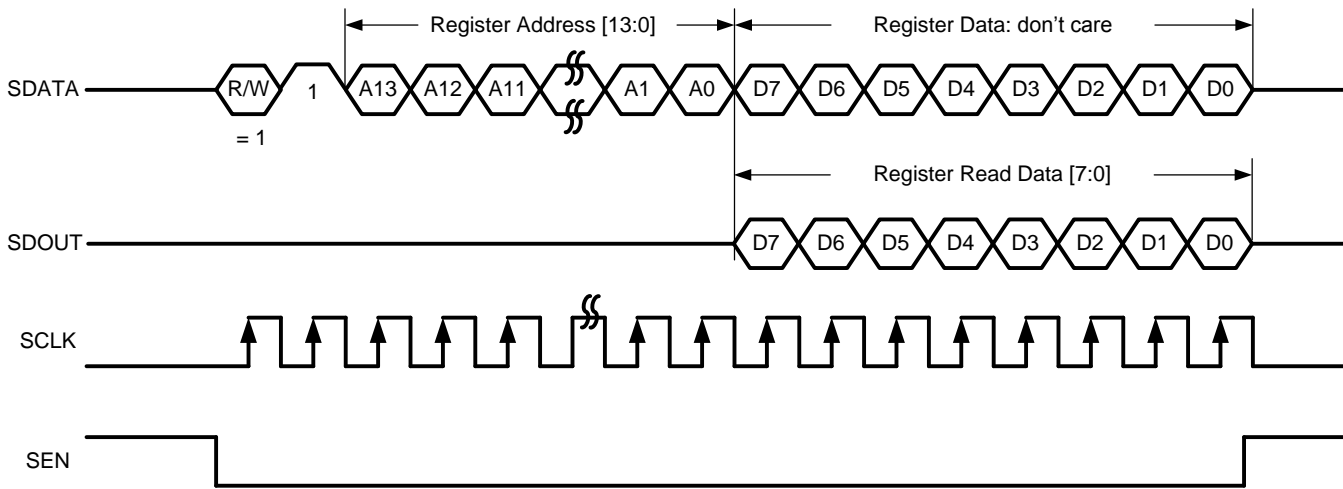 Register Address [13:0] Register Data: don't care
SDATA R/W 1 A13 A12 A11 A1 A0 D7 D6 D5 D4 D3 D2 D1 D0
= 1
Register Read Data [7:0]
SDOUT D7 D6 D5 D4 D3 D2 D1 D0
SCLK
SEN